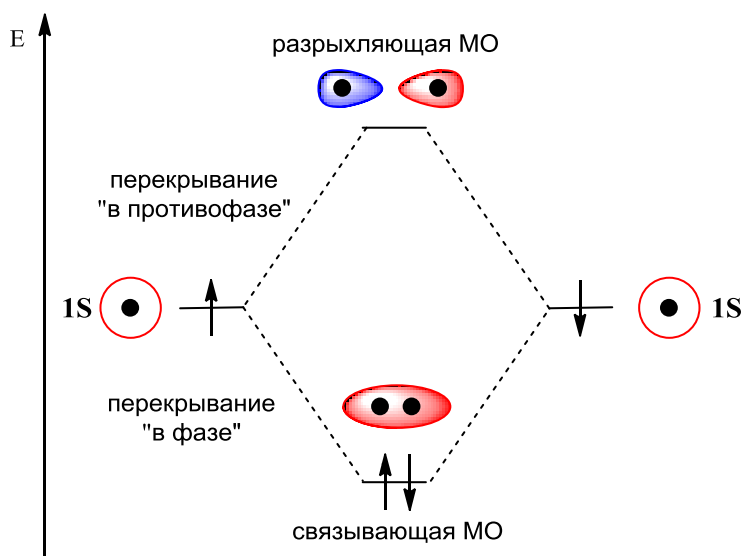 E
разрыхляющая МО
перекрывание
"в противофазе"
1S
1S
перекрывание
"в фазе"
связывающая МО